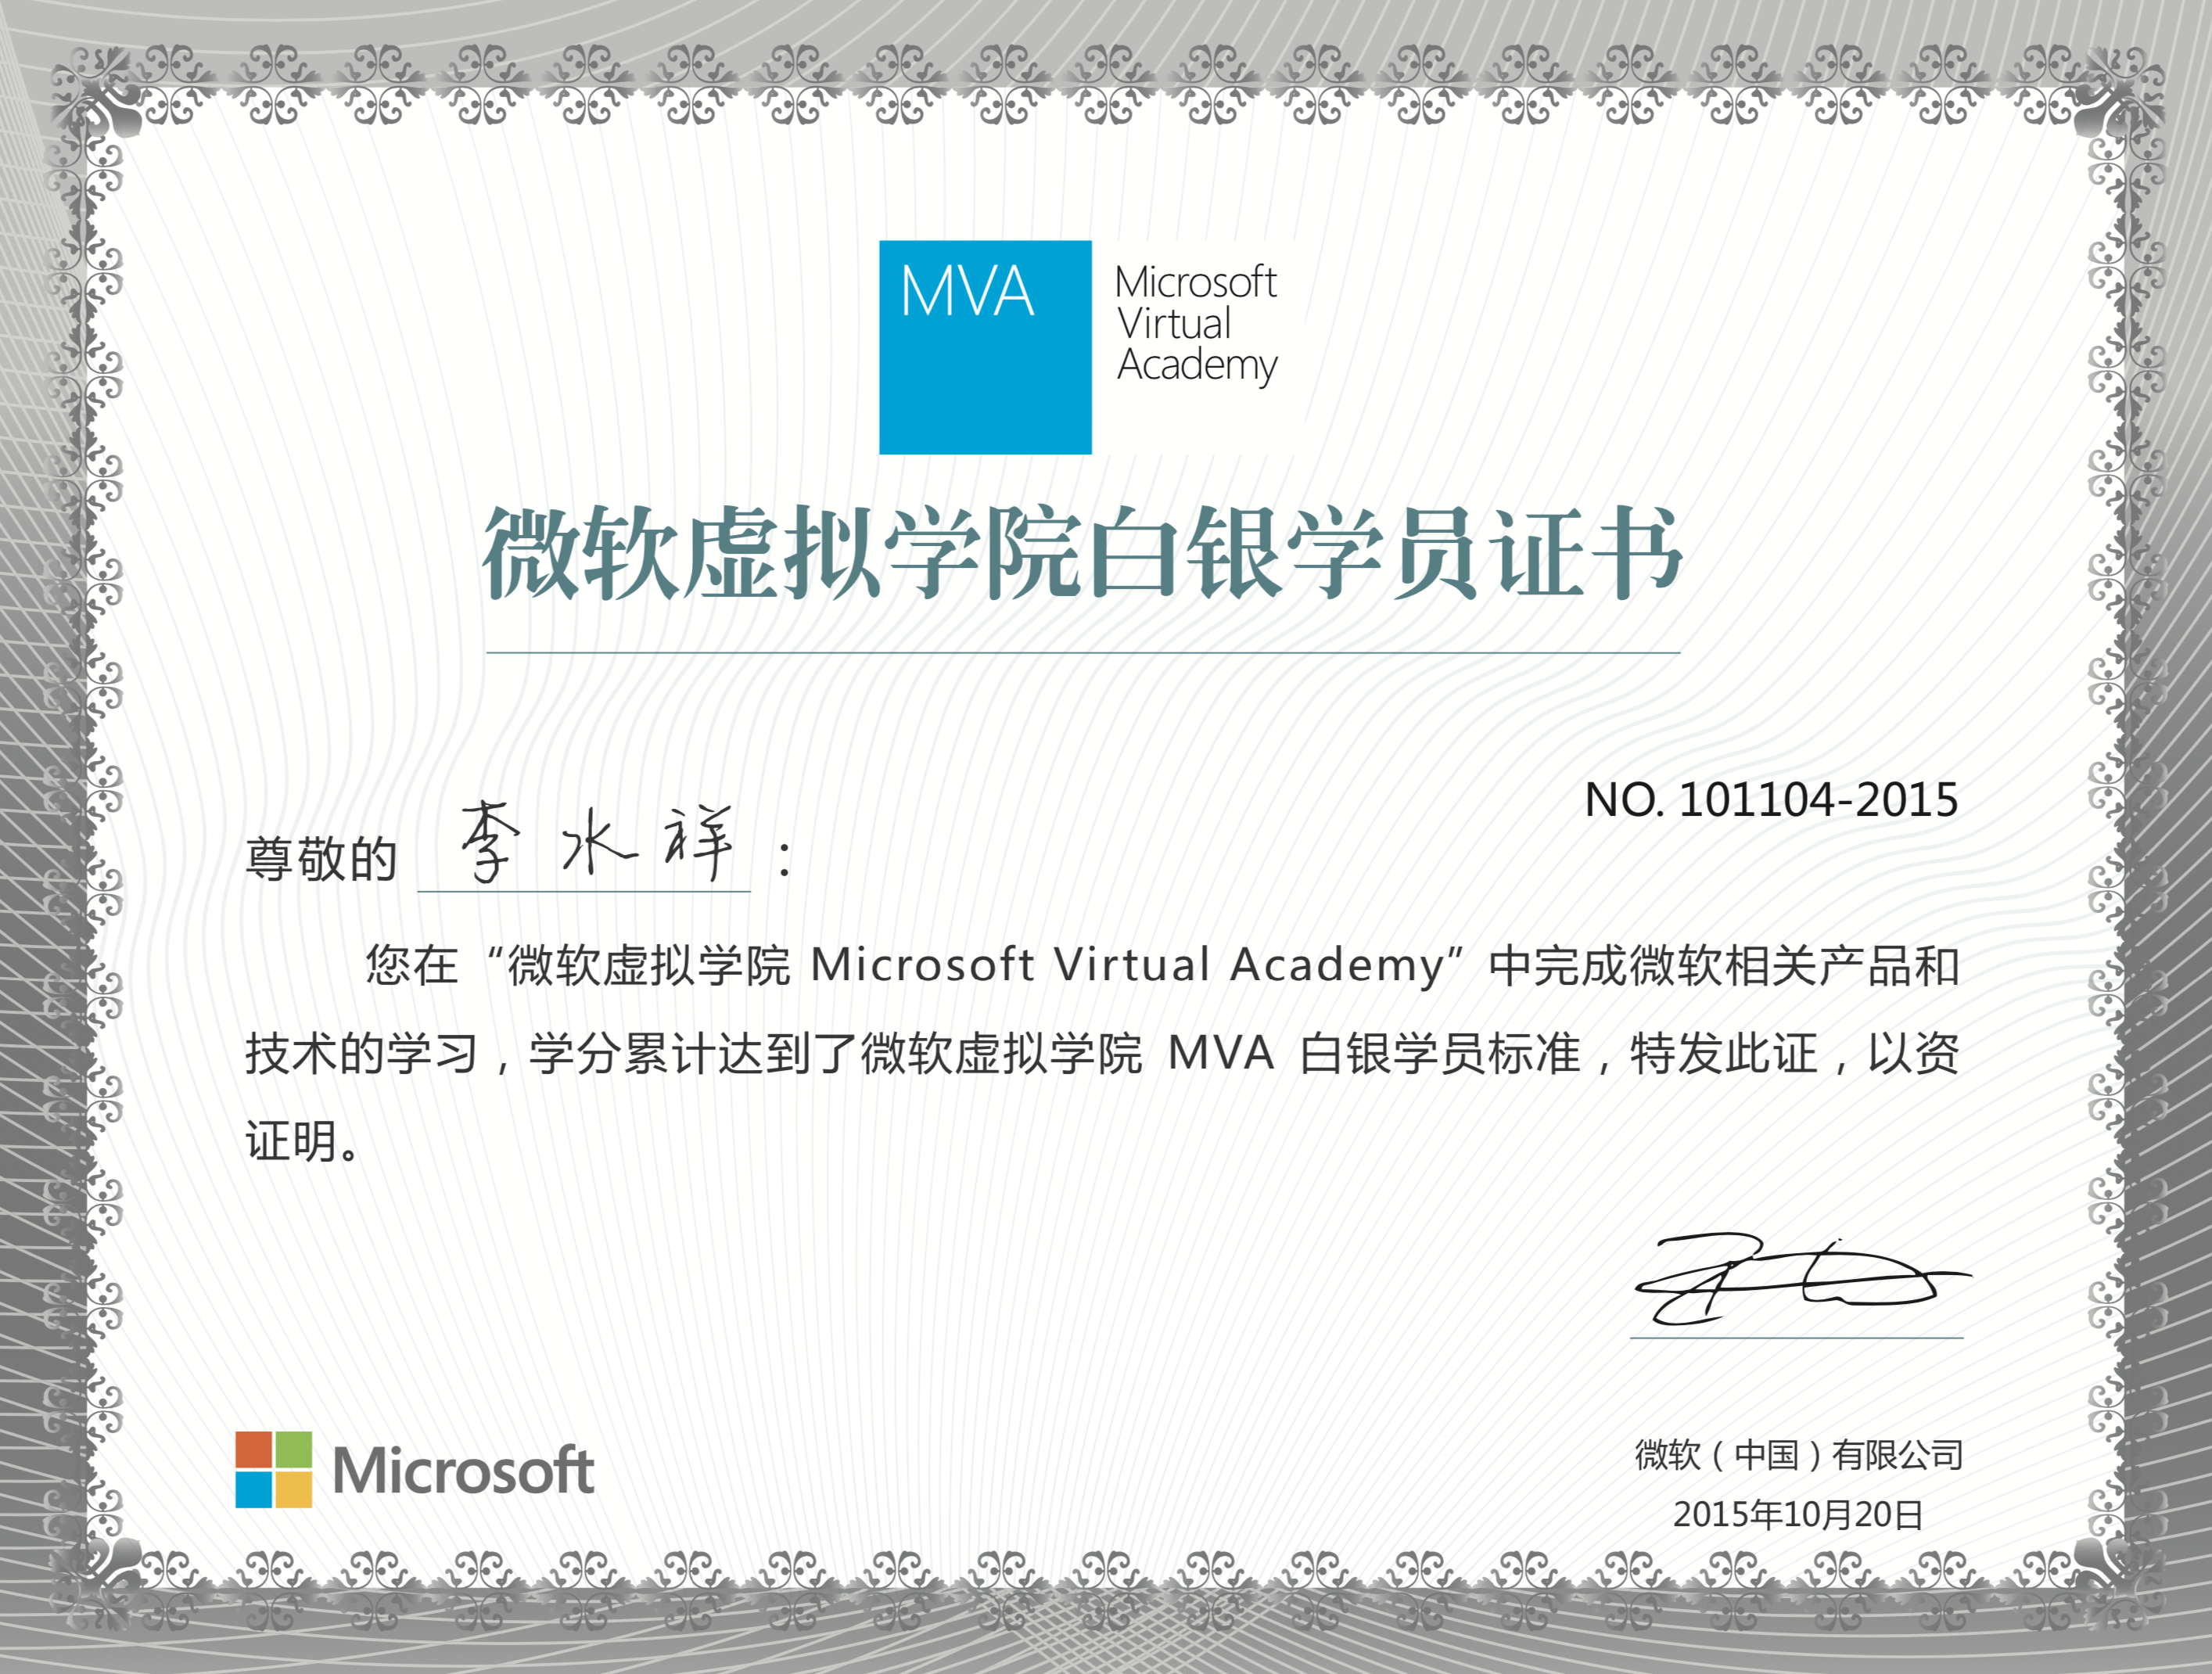 MVA
Microsoft
Virtual
Academy
微软虚拟学院白银学员证书
NO. 101104-2015
尊敬的 李水祥 :
您在“微软虚拟学院 Microsoft Virtual Academy”中完成微软相关产品和
技术的学习,学分累计达到了微软虚拟学院 MVA 白银学员标准,特发此证,以资
证明。
Microsoft
微软(中国)有限公司
2015年10月20日